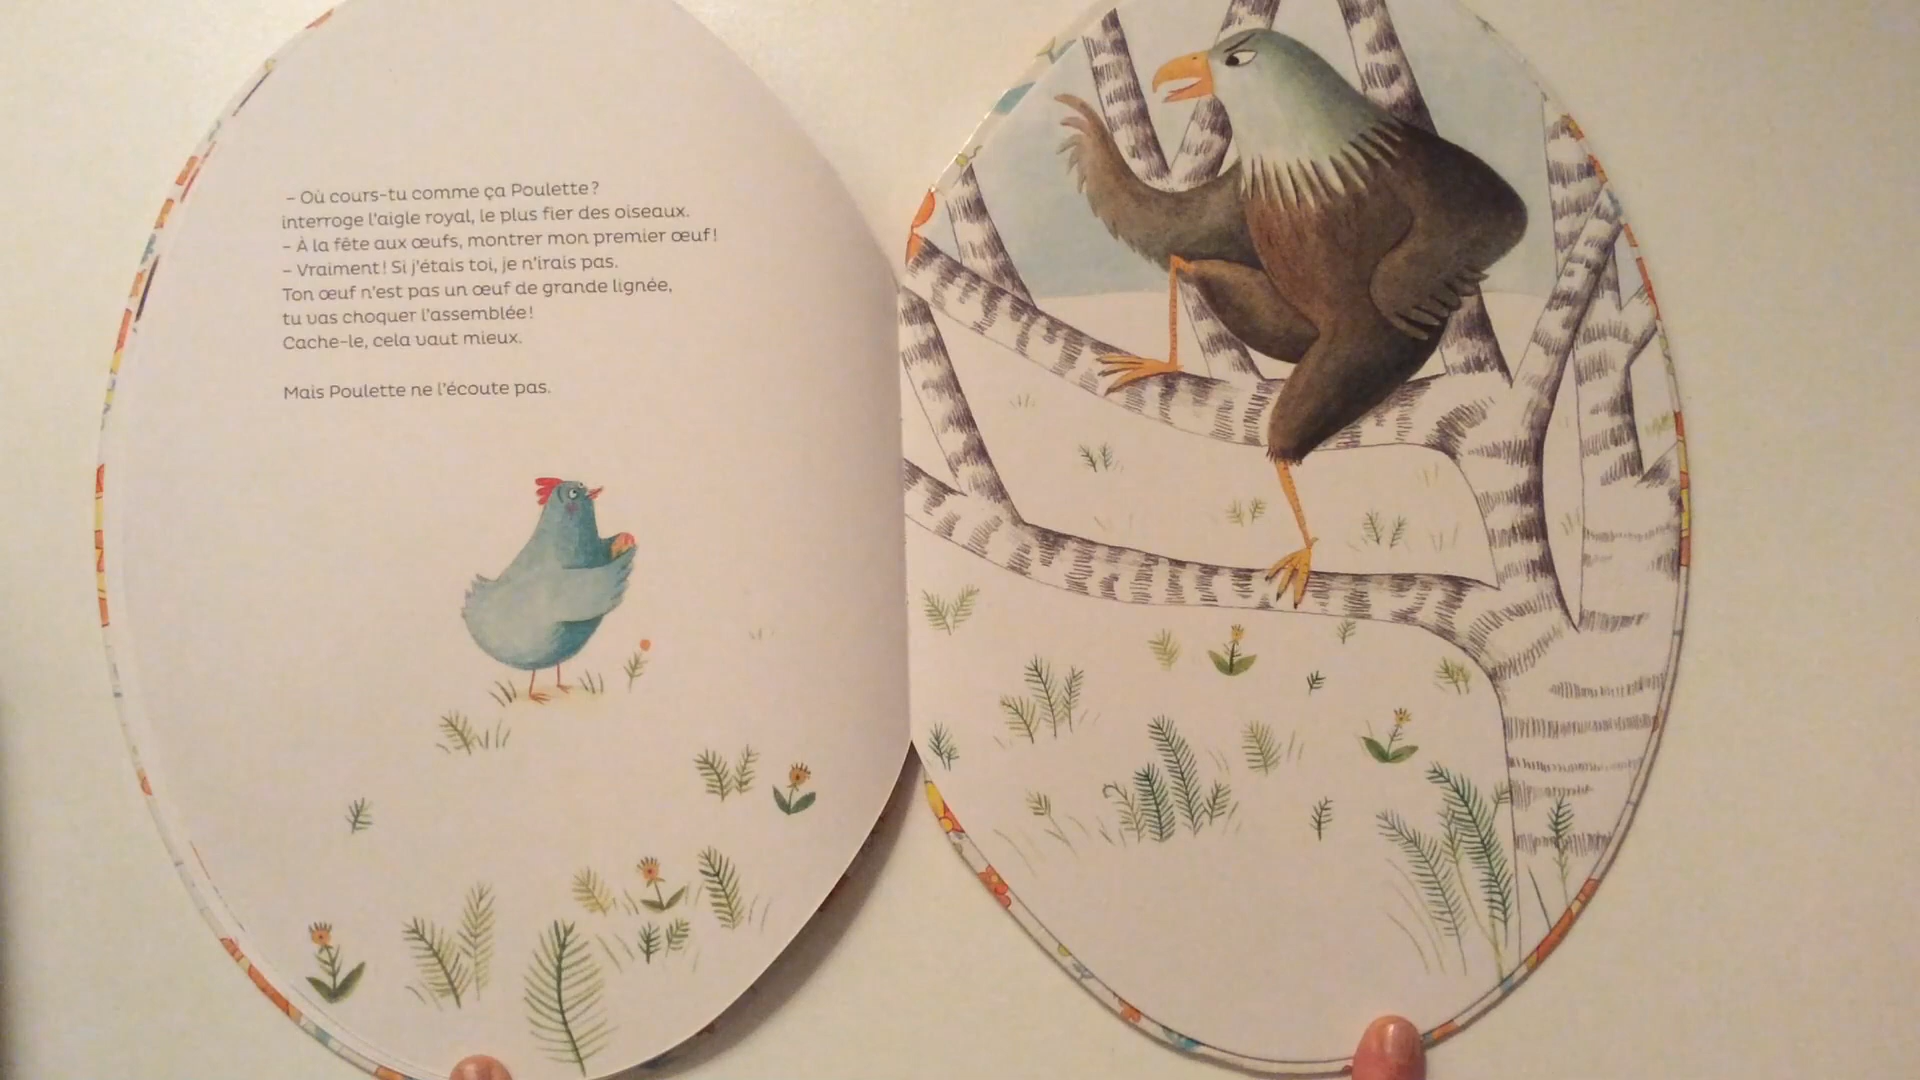 – Où cours-tu comme ça Poulette ?
interroge l'aigle royal, le plus fier des oiseaux.
– À la fête aux œufs, montrer mon premier œuf !
– Vraiment ! Si j'étais toi, je n'irais pas.
Ton œuf n'est pas un œuf de grande lignée,
tu vas choquer l'assemblée !
Cache-le, cela vaut mieux.
Mais Poulette ne l'écoute pas.